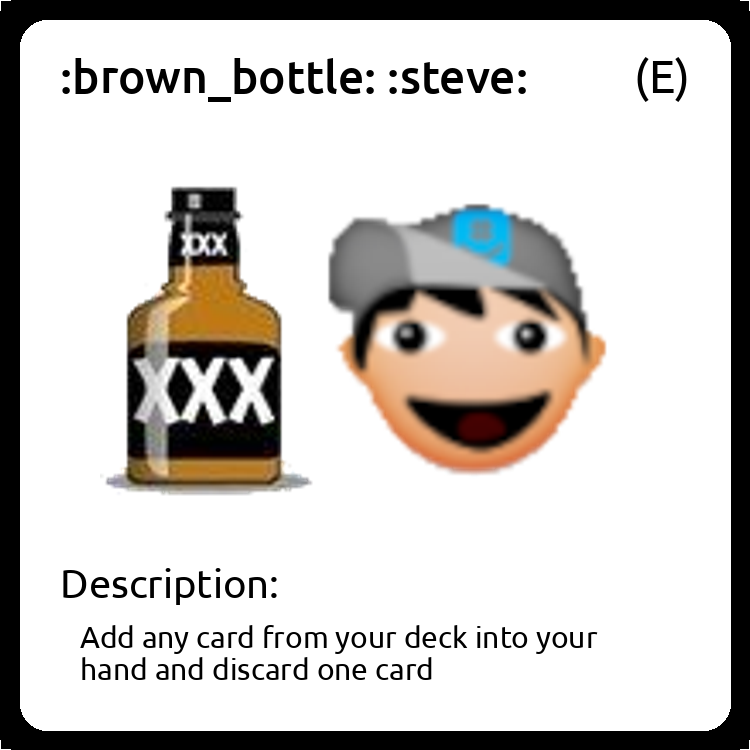 :brown_bottle: :steve: (E)
XXX
XXX
Description:
Add any card from your deck into your
hand and discard one card